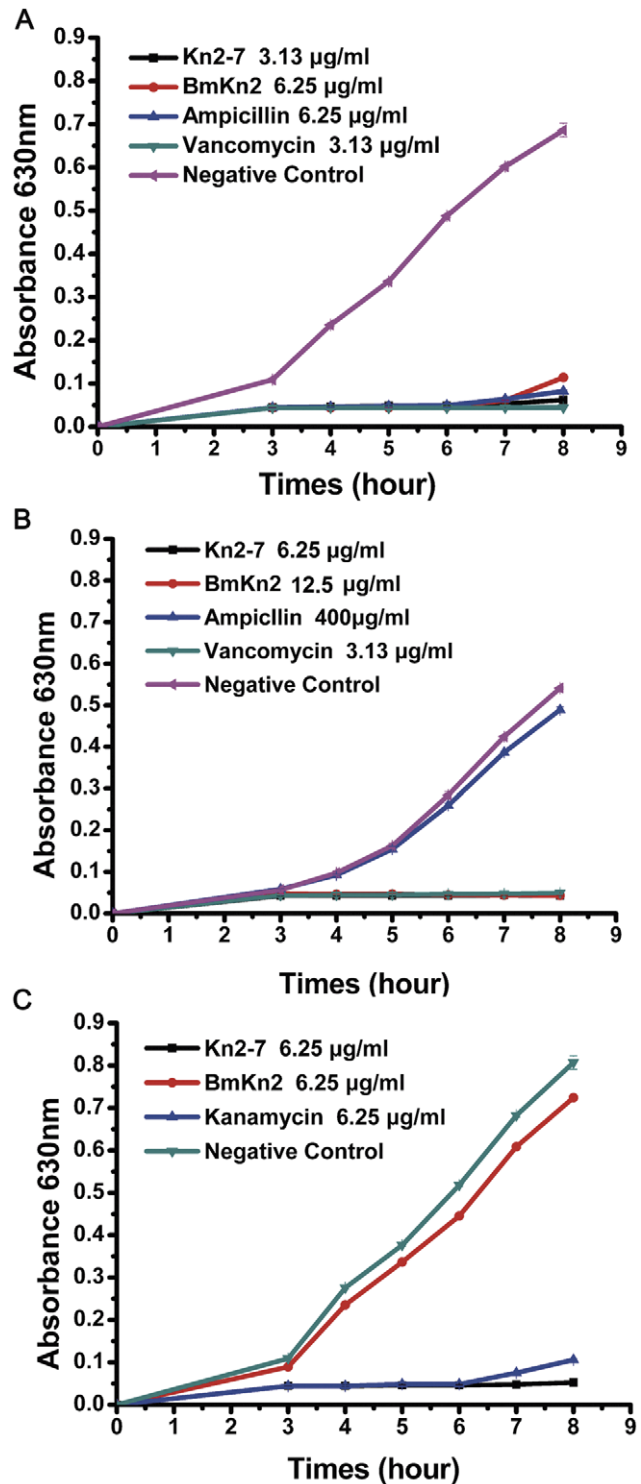 A
0.9
0.8
0.7
0.6
0.5
0.4
0.3
0.2
0.1
0.0
Absorbance 630nm
Kn2-7 3.13 µg/ml
BmKn2 6.25 µg/ml
Ampicillin 6.25 µg/ml
Vancomycin 3.13 µg/ml
Negative Control
0 1 2 3 4 5 6 7 8 9
Times (hour)
B
0.9
0.8
0.7
0.6
0.5
0.4
0.3
0.2
0.1
0.0
Absorbance 630nm
Kn2-7 6.25 µg/ml
BmKn2 12.5 µg/ml
Ampicllin 400µg/ml
Vancomycin 3.13 µg/ml
Negative Control
0 1 2 3 4 5 6 7 8 9
Times (hour)
C
0.9
0.8
0.7
0.6
0.5
0.4
0.3
0.2
0.1
0.0
Absorbance 630nm
Kn2-7 6.25 µg/ml
BmKn2 6.25 µg/ml
Kanamycin 6.25 µg/ml
Negative Control
0 1 2 3 4 5 6 7 8 9
Times (hour)